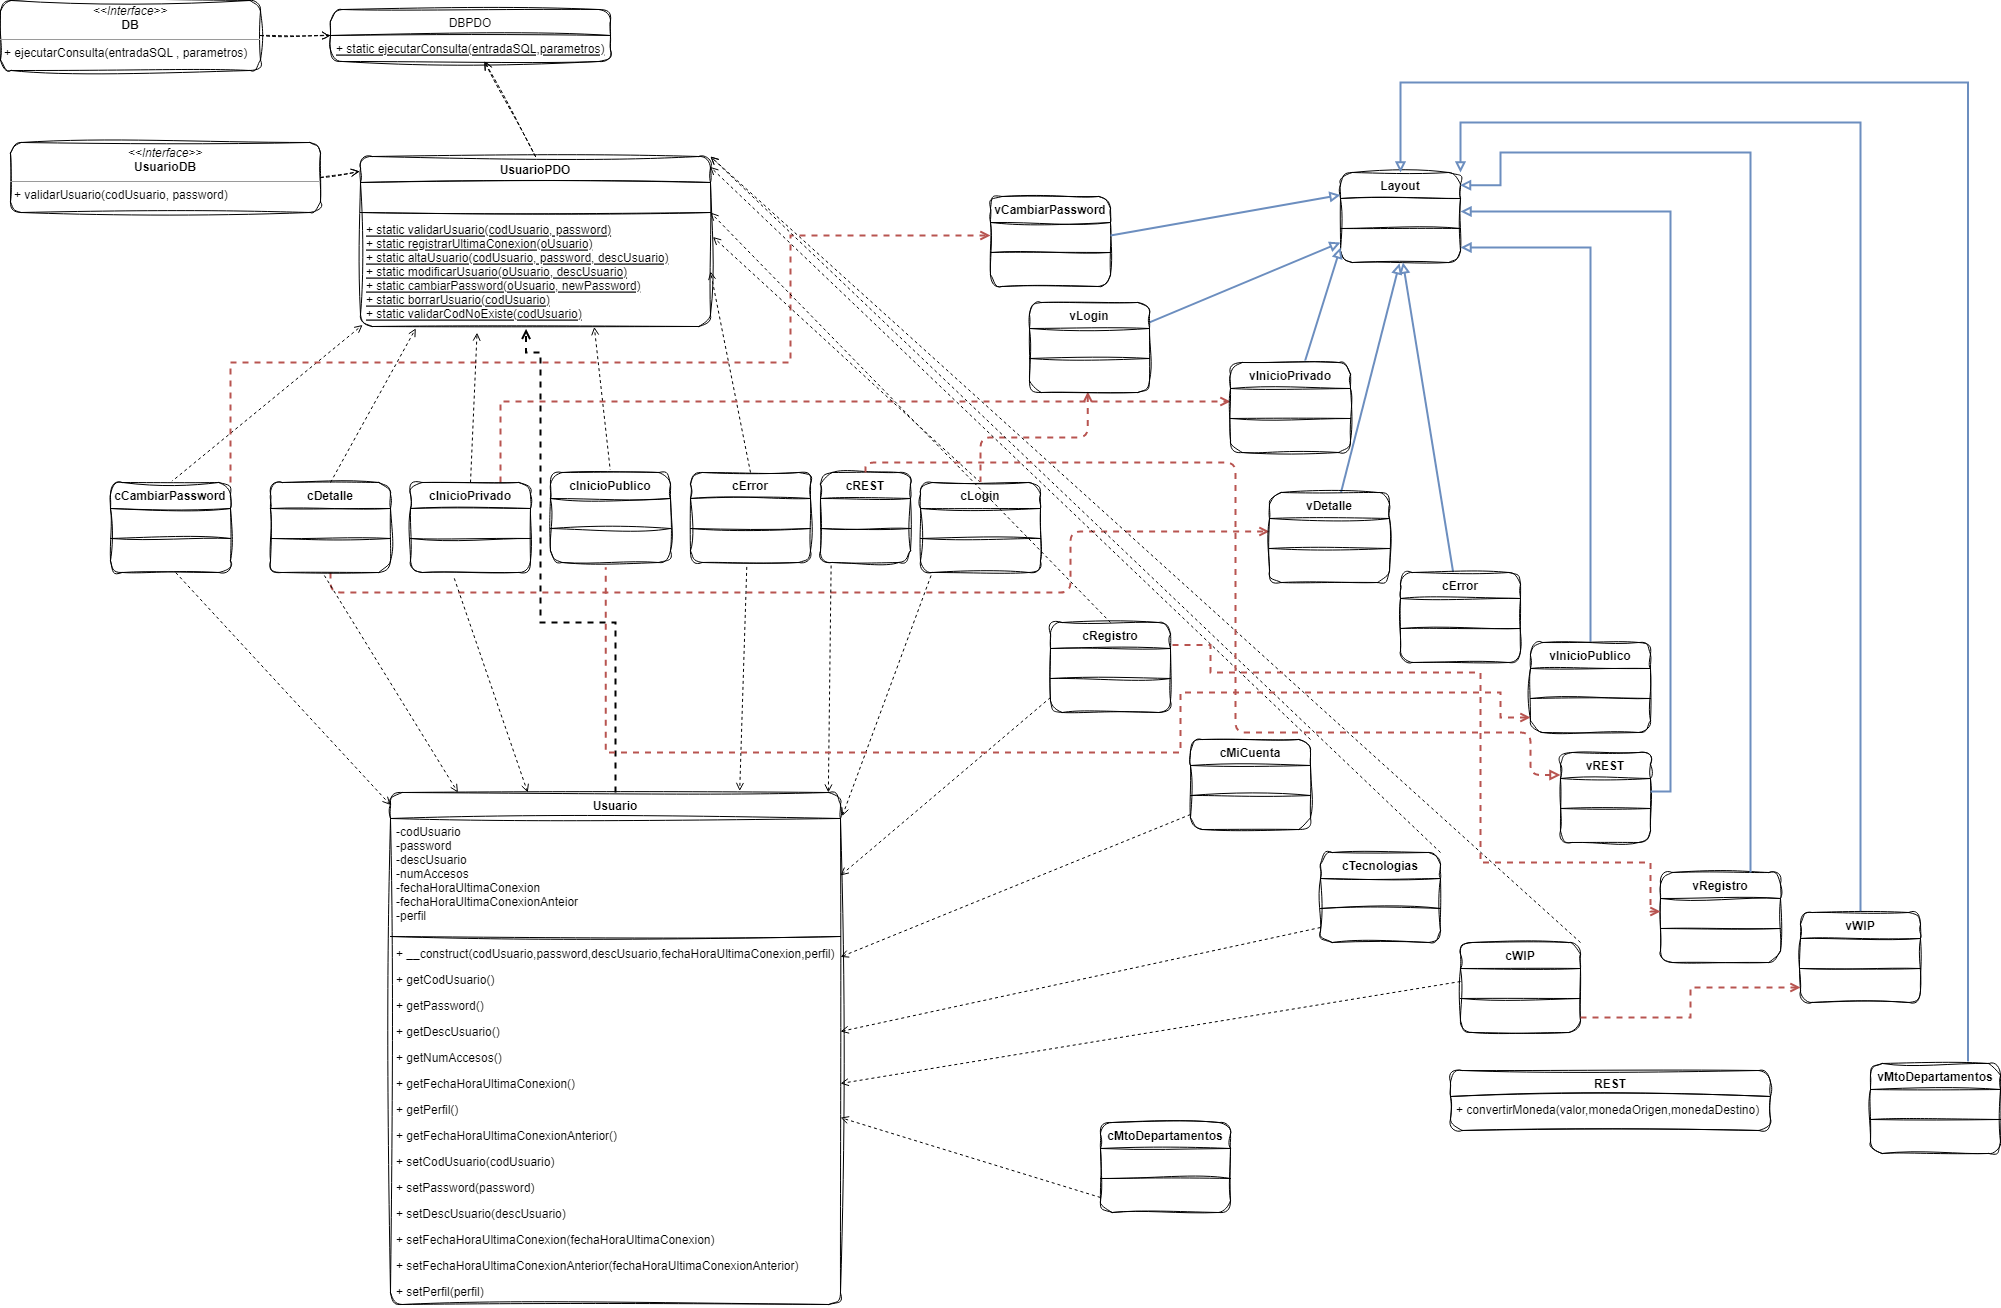 <<Interface>>
DB
+ ejecutarConsulta(entradaSQL , parametros)
DBPDO
+ static ejecutarConsulta(entradaSQL,parametros)
<<Interface>>
UsuarioDB
+ validarUsuario(codUsuario, password)
UsuarioPDO
+ static validarUsuario(codUsuario, password)
+ static registrarUltimaConexion(oUsuario)
+ static altaUsuario(codUsuario, password, descUsuario)
+ static modificarUsuario(oUsuario, descUsuario)
+ static cambiarPassword(oUsuario, newPassword)
+ static borrarUsuario(codUsuario)
+ static validarCodNoExiste(codUsuario)
Layout
vCambiarPassword
vLogin
vInicioPrivado
cCambiarPassword
cDetalle
cInicioPrivado
cInicioPublico
cError
cREST
cLogin
vDetalle
cError
cRegistro
vInicioPublico
cMiCuenta
vREST
cTecnologias
vRegistro
cWIP
vWIP
REST
+ convertirMoneda(valor,monedaOrigen,monedaDestino)
vMtoDepartamentos
cMtoDepartamentos
Usuario
-codUsuario
-password
-descUsuario
-numAccesos
-fechaHoraUltimaConexion
-fechaHoraUltimaConexionAnteior
-perfil
+ __construct(codUsuario,password,descUsuario,fechaHoraUltimaConexion,perfil)
+ getCodUsuario()
+ getPassword()
+ getDescUsuario()
+ getNumAccesos()
+ getFechaHoraUltimaConexion()
+ getPerfil()
+ getFechaHoraUltimaConexionAnterior()
+ setCodUsuario(codUsuario)
+ setPassword(password)
+ setDescUsuario(descUsuario)
+ setFechaHoraUltimaConexion(fechaHoraUltimaConexion)
+ setFechaHoraUltimaConexionAnterior(fechaHoraUltimaConexionAnterior)
+ setPerfil(perfil)